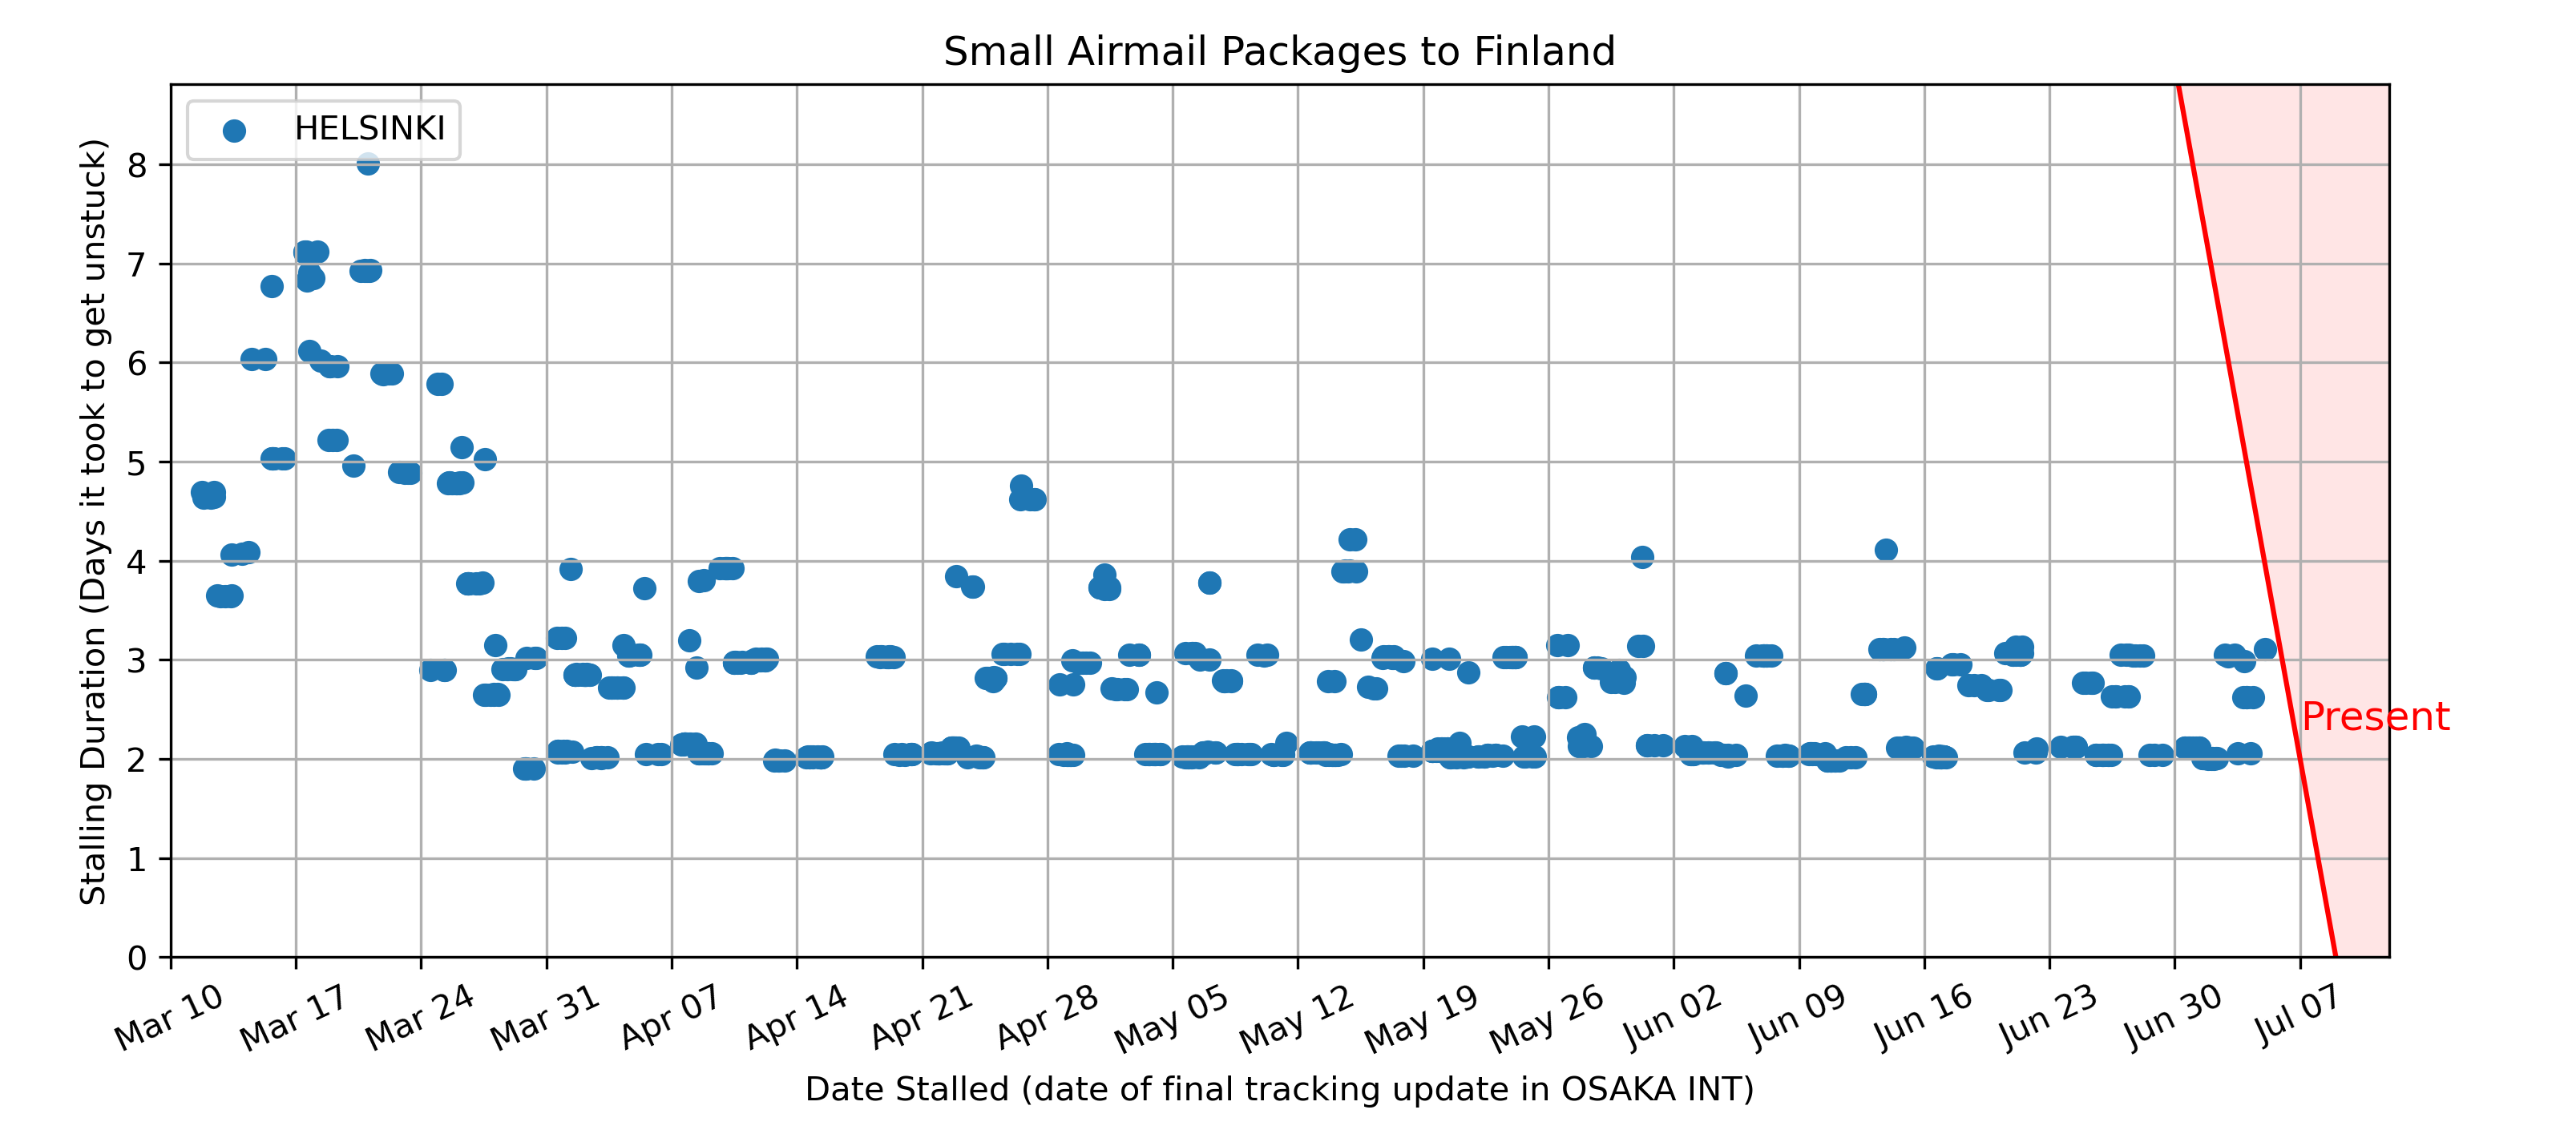 Small Airmail Packages to Finland
HELSINKI
Stalling Duration (Days it took to get unstuck)
8
7
6
5
4
3
2
1
0
Present
Mar 10
Mar 17
Mar 24
Mar 31
Apr 07
Apr 14
Apr 21
Apr 28
May 05
May 12
May 19
May 26
Jun 02
Jun 09
Jun 16
Jun 23
Jun 30
Jul 07
Date Stalled (date of final tracking update in OSAKA INT)